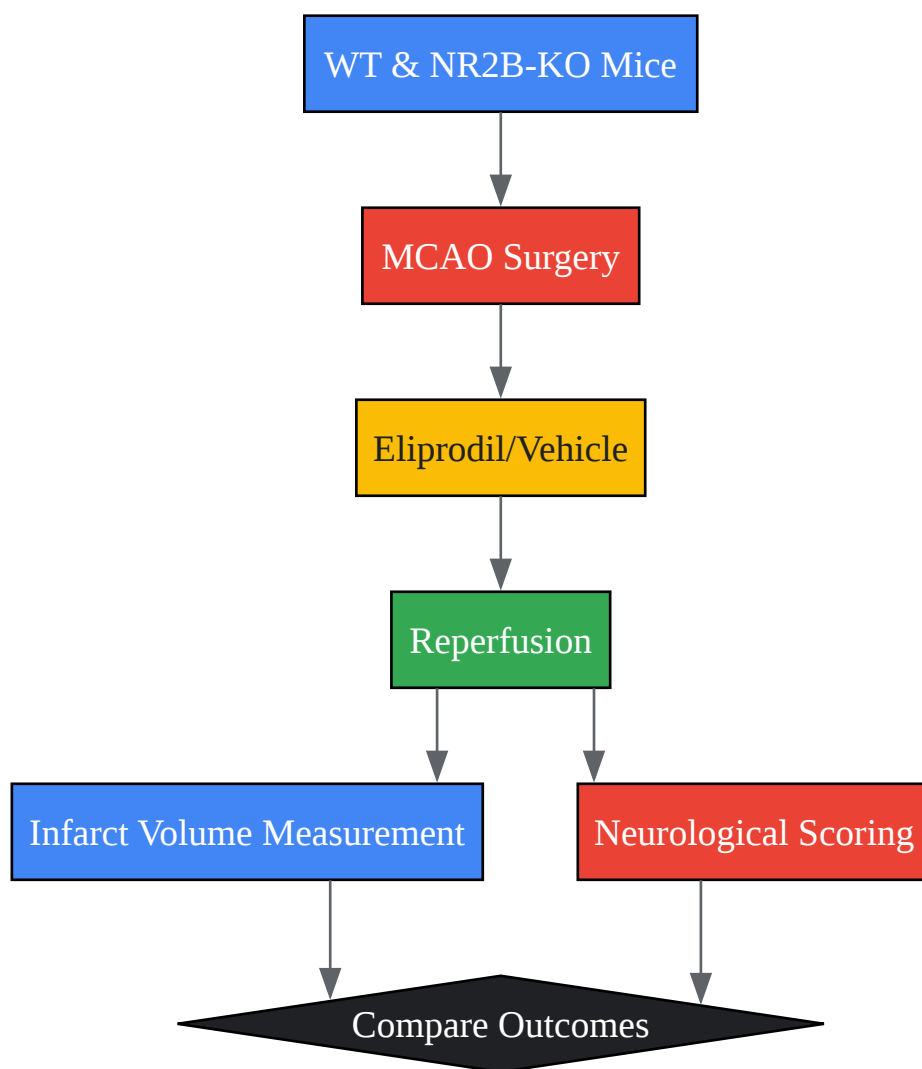 WT & NR2B-KO Mice
MCAO Surgery
Eliprodil/Vehicle
Reperfusion
Infarct Volume Measurement
Neurological Scoring
Compare Outcomes